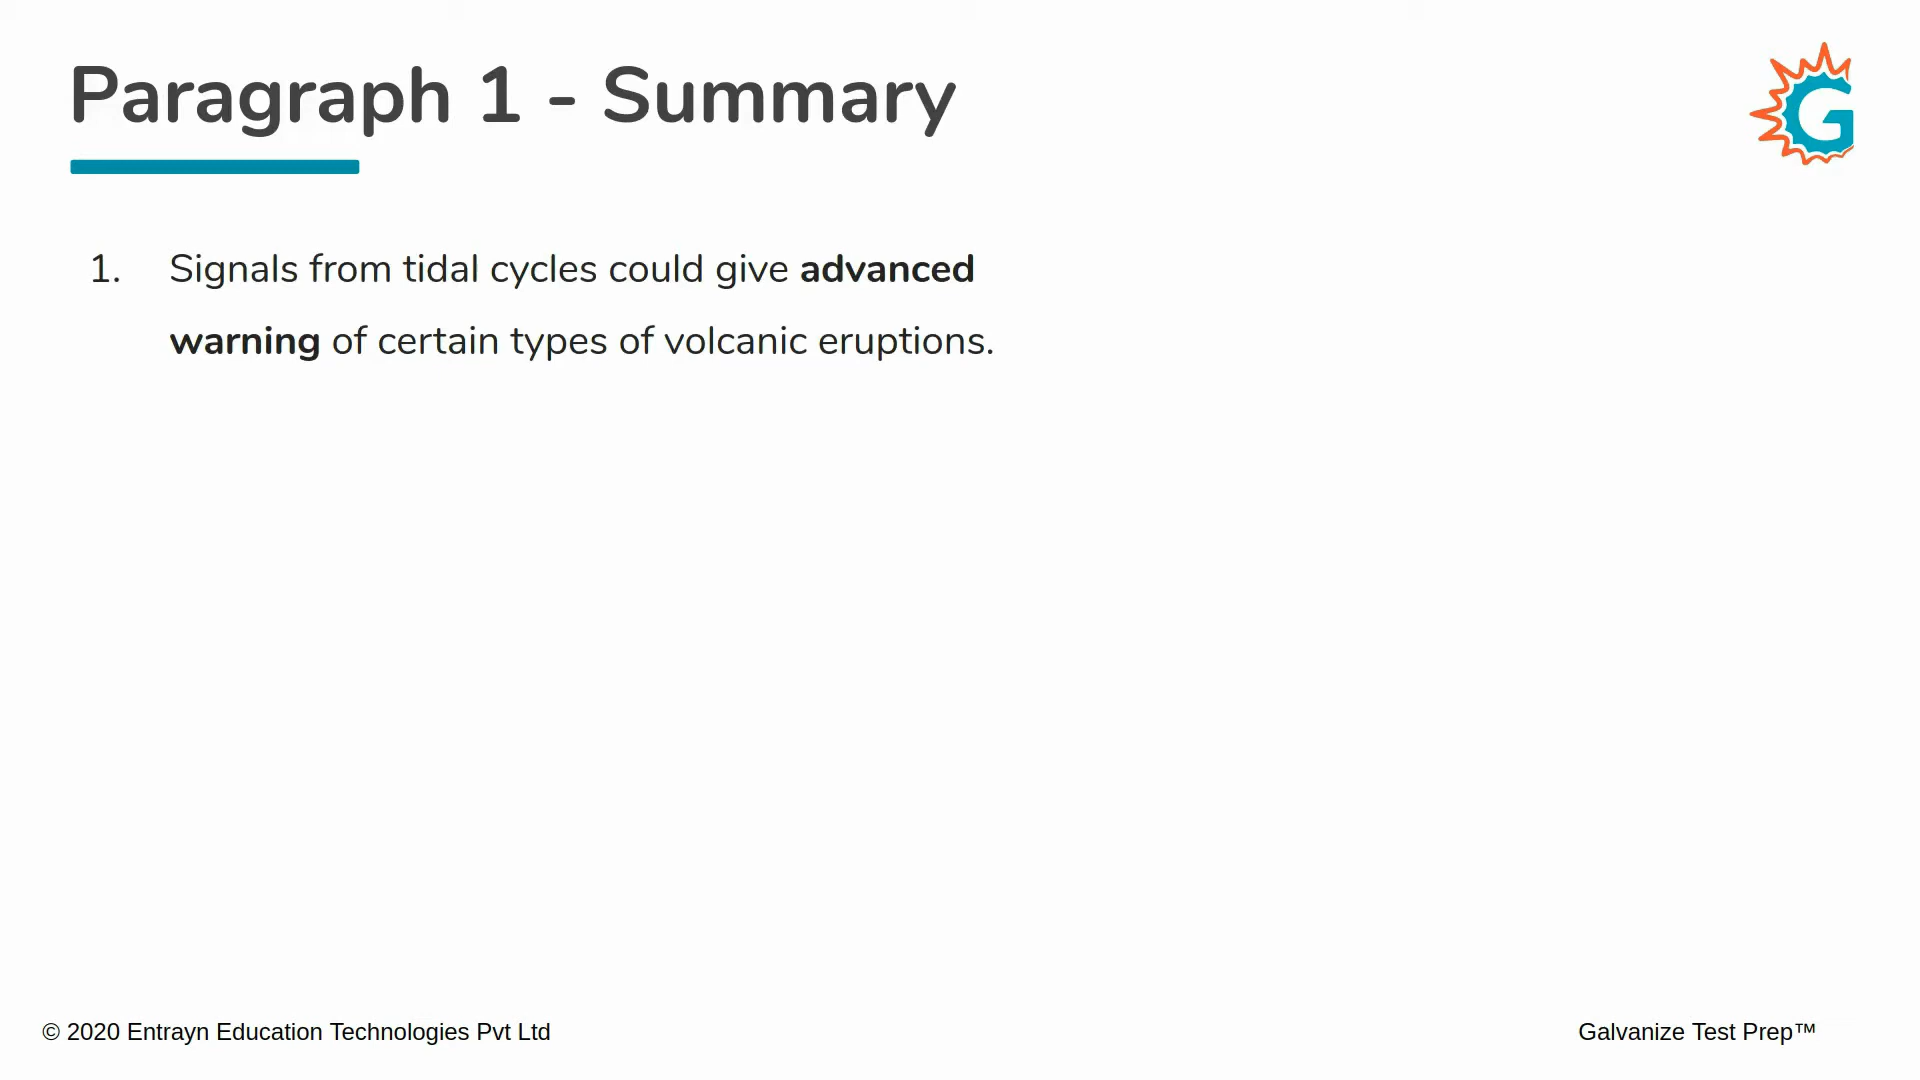 Paragraph 1 - Summary
G
1. Signals from tidal cycles could give advanced
warning of certain types of volcanic eruptions.
© 2020 Entrayn Education Technologies Pvt Ltd
Galvanize Test Prep™